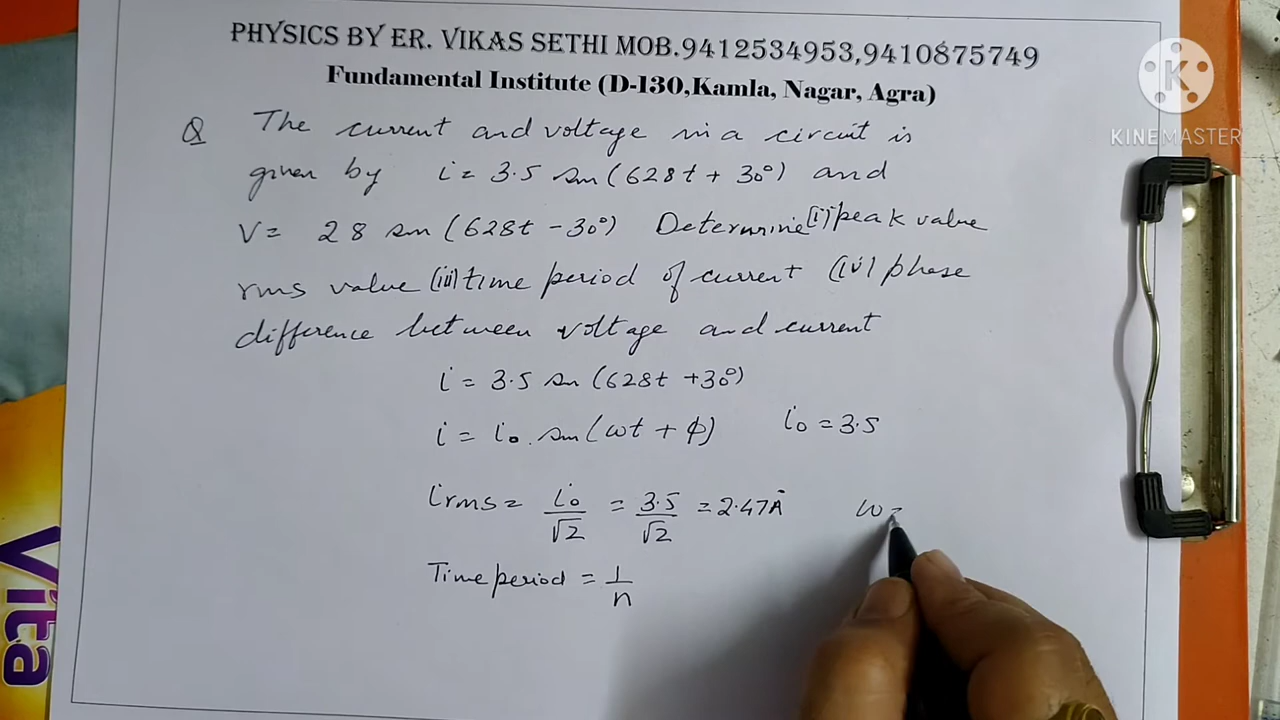 PHYSICS BY ER. VIKAS SETHI MOB.9412534953,9410875749
Fundamental Institute (D-130,Kamla, Nagar, Agra)
KINEMASTER
Q The current and voltage in a circuit is
given by i = 3.5 sin(628t + 30°) and
V = 28 sin(628t - 30°) Determine (i) peak value
rms value (iii) time period of current (iv) phase
difference between voltage and current
i = 3.5 sin(628t +30°)
i = i₀ . sin(ωt + φ) i₀ = 3.5
irms = i₀/√2 = 3.5/√2 = 2.47A ω =
Time period = 1/n
Vita